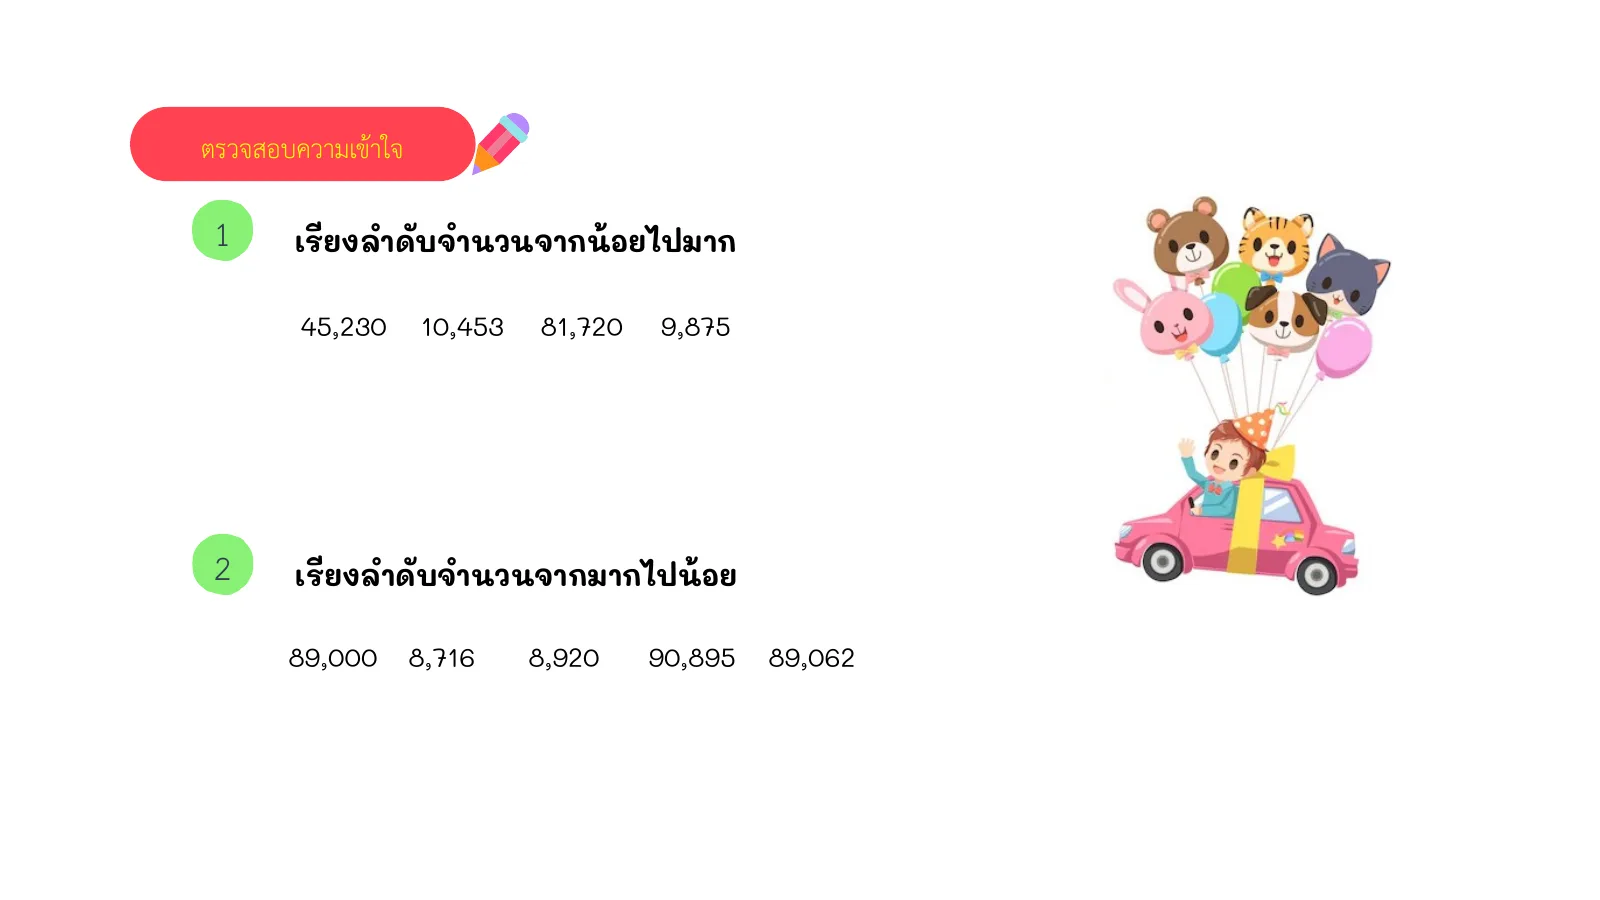 ตรวจสอบความเข้าใจ
1 เรียงลำดับจำนวนจากน้อยไปมาก
45,230 10,453 81,720 9,875
2 เรียงลำดับจำนวนจากมากไปน้อย
89,000 8,716 8,920 90,895 89,062